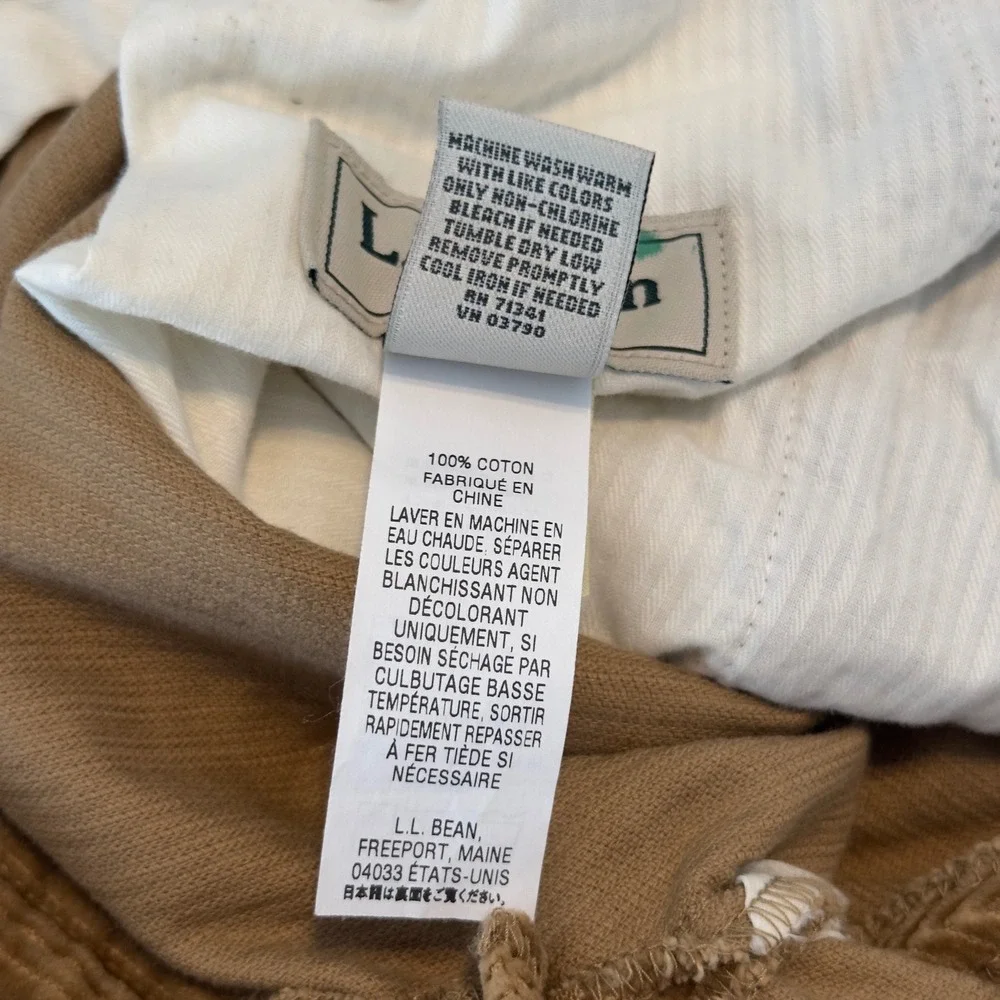 MACHINE WASH WARM
WITH LIKE COLORS
ONLY NON-CHLORINE
BLEACH IF NEEDED
TUMBLE DRY LOW
REMOVE PROMPTLY
COOL IRON IF NEEDED
RN 71341
VN 03790
L
n
100% COTON
FABRIQUÉ EN
CHINE
LAVER EN MACHINE EN
EAU CHAUDE, SÉPARER
LES COULEURS AGENT
BLANCHISSANT NON
DÉCOLORANT
UNIQUEMENT, SI
BESOIN SÉCHAGE PAR
CULBUTAGE BASSE
TEMPÉRATURE, SORTIR
RAPIDEMENT REPASSER
À FER TIÈDE SI
NÉCESSAIRE
L.L. BEAN,
FREEPORT, MAINE
04033 ÉTATS-UNIS
日本語は裏面をご覧ください。